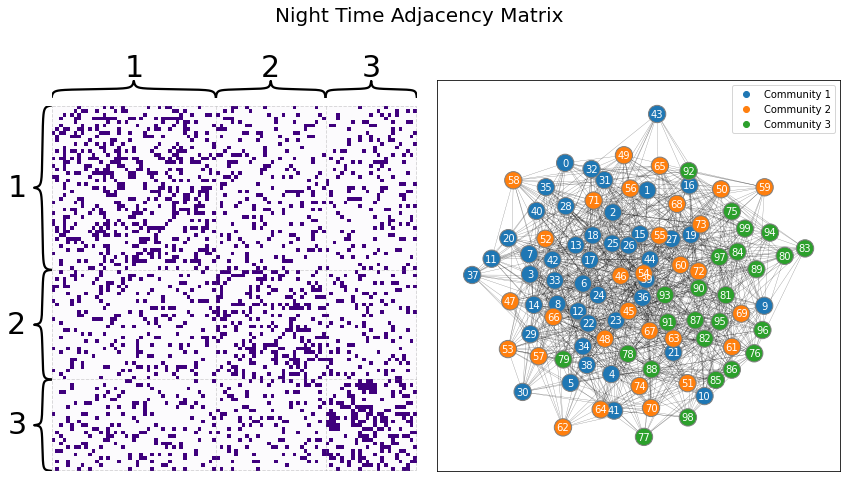 Night Time Adjacency Matrix
1 2 3
1
2
3
Community 1
Community 2
Community 3
43
49
0 32 65 92
58 31 56 1 16 50 59
35
71 68
40 28 2 75
73 99 94
20 52 18 15 55 27 19
13 25 26 83
7 97 84 80
11 42 17 44 60
37 3 46 54 72 89
33 6 90
24 36 93 81
47 14 8 9
66 12 45 69
22 23 91 87 95
29 67 96
34 48 63 82
53 57 79 78 21 61 76
38 88 86
5 4 85
30 74 51
10
64 41 70
98
62
77